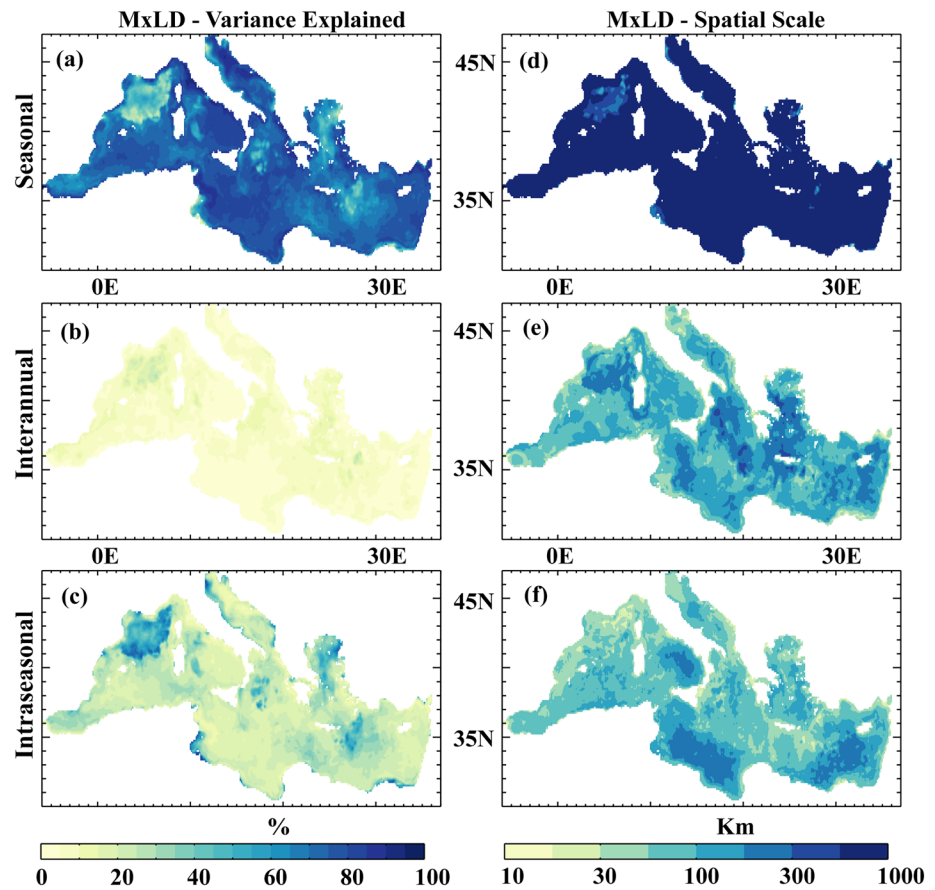 MxLD - Variance Explained MxLD - Spatial Scale
Seasonal (a) (d) 45N
35N
0E 30E 0E 30E
Interannual (b) (e) 45N
35N
0E 30E 0E 30E
Intraseasonal (c) (f) 45N
35N
% Km
0 20 40 60 80 100 10 30 100 300 1000